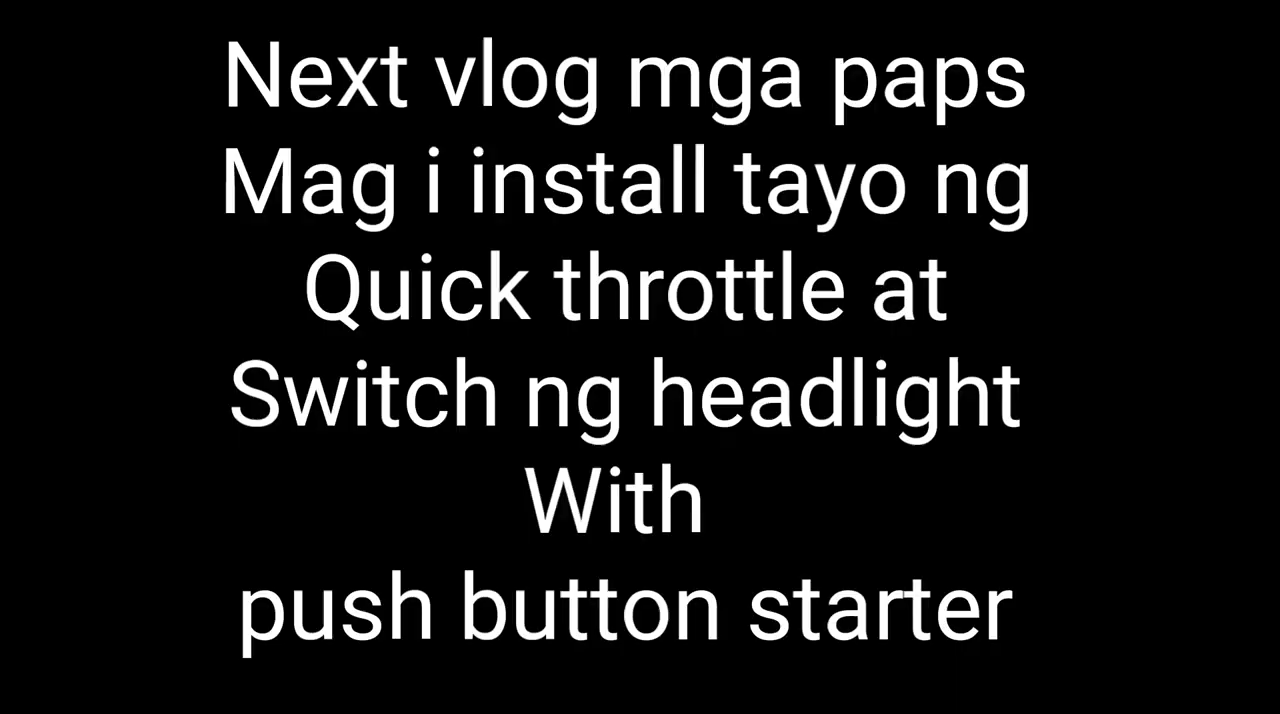 Next vlog mga paps
Mag i install tayo ng
Quick throttle at
Switch ng headlight
With
push button starter